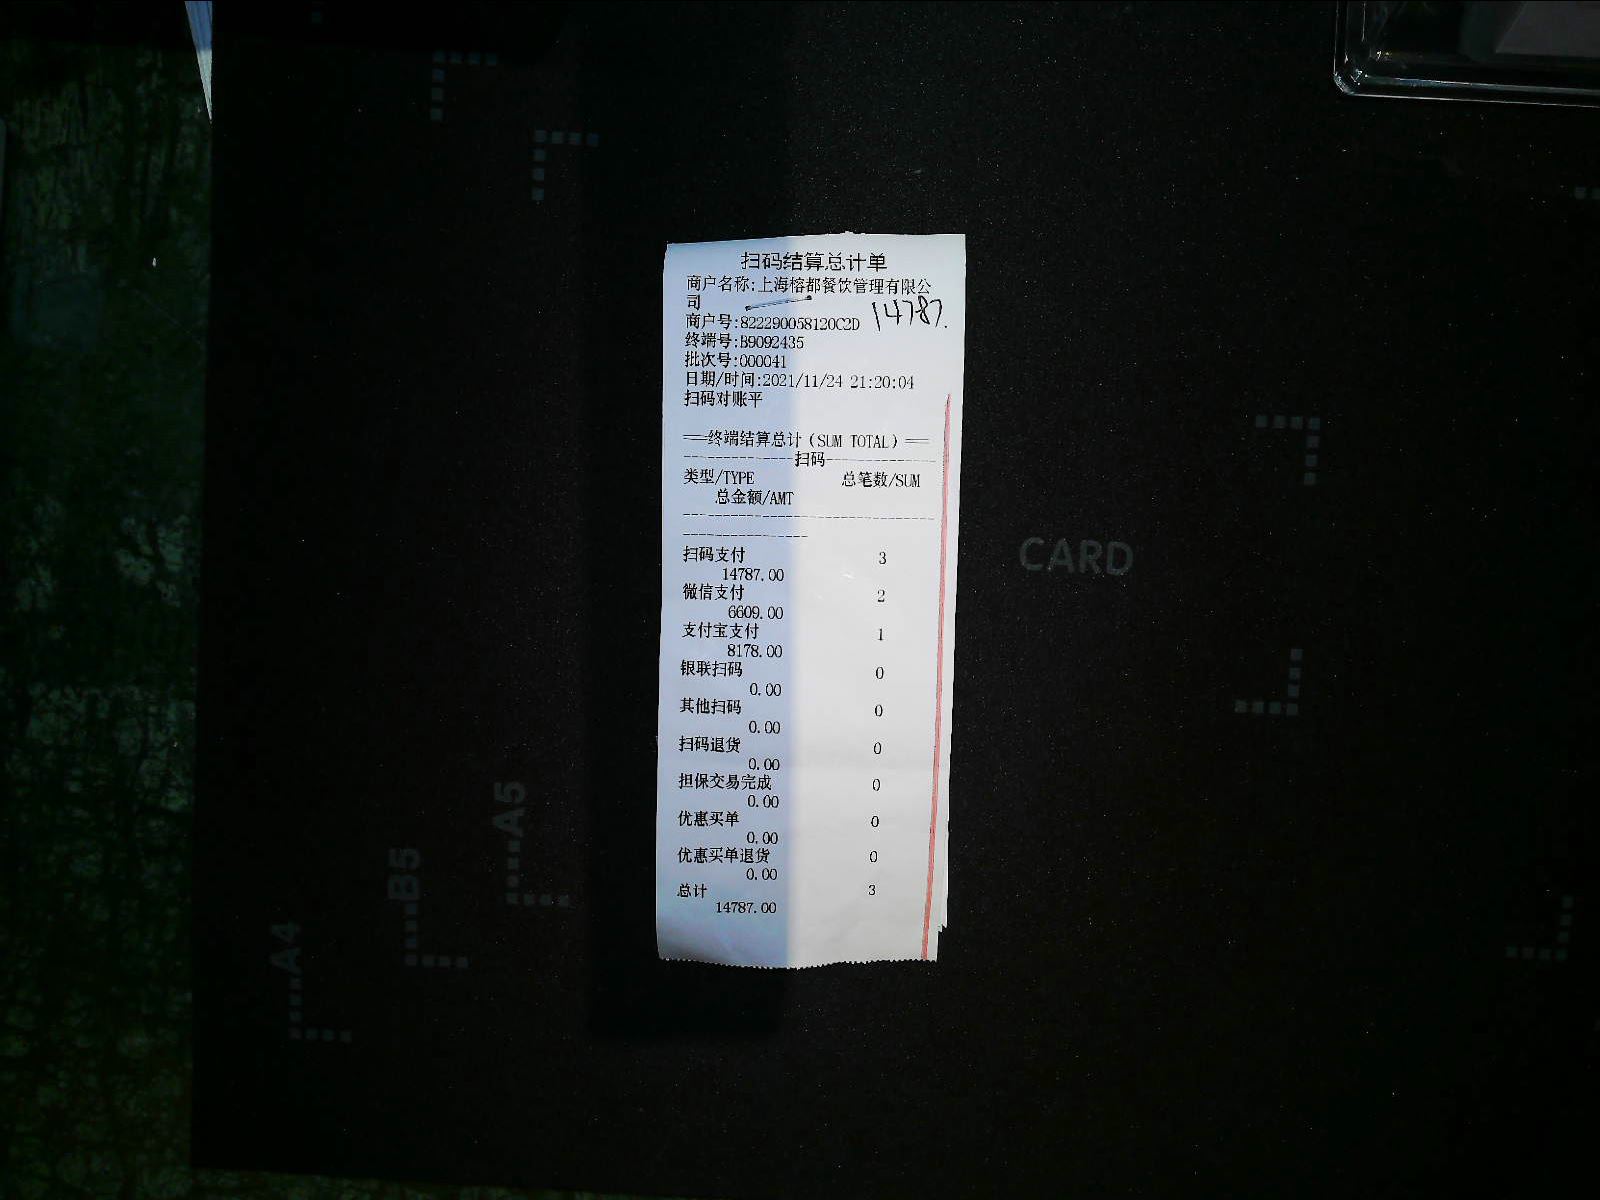 扫码结算总计单
商户名称:上海榕都餐饮管理有限公
司
14787.
商户号:822290058120C2D
终端号:B9092435
批次号:000041
日期/时间:2021/11/24 21:20:04
扫码对账平
==终端结算总计(SUM TOTAL)==
----------------扫码----------------
类型/TYPE 总笔数/SUM
总金额/AMT
扫码支付 3
14787.00
微信支付 2
6609.00
支付宝支付 1
8178.00
银联扫码 0
0.00
其他扫码 0
0.00
扫码退货 0
0.00
担保交易完成 0
0.00
优惠买单 0
0.00
优惠买单退货 0
0.00
总计 3
14787.00
CARD
A5
B5
A4